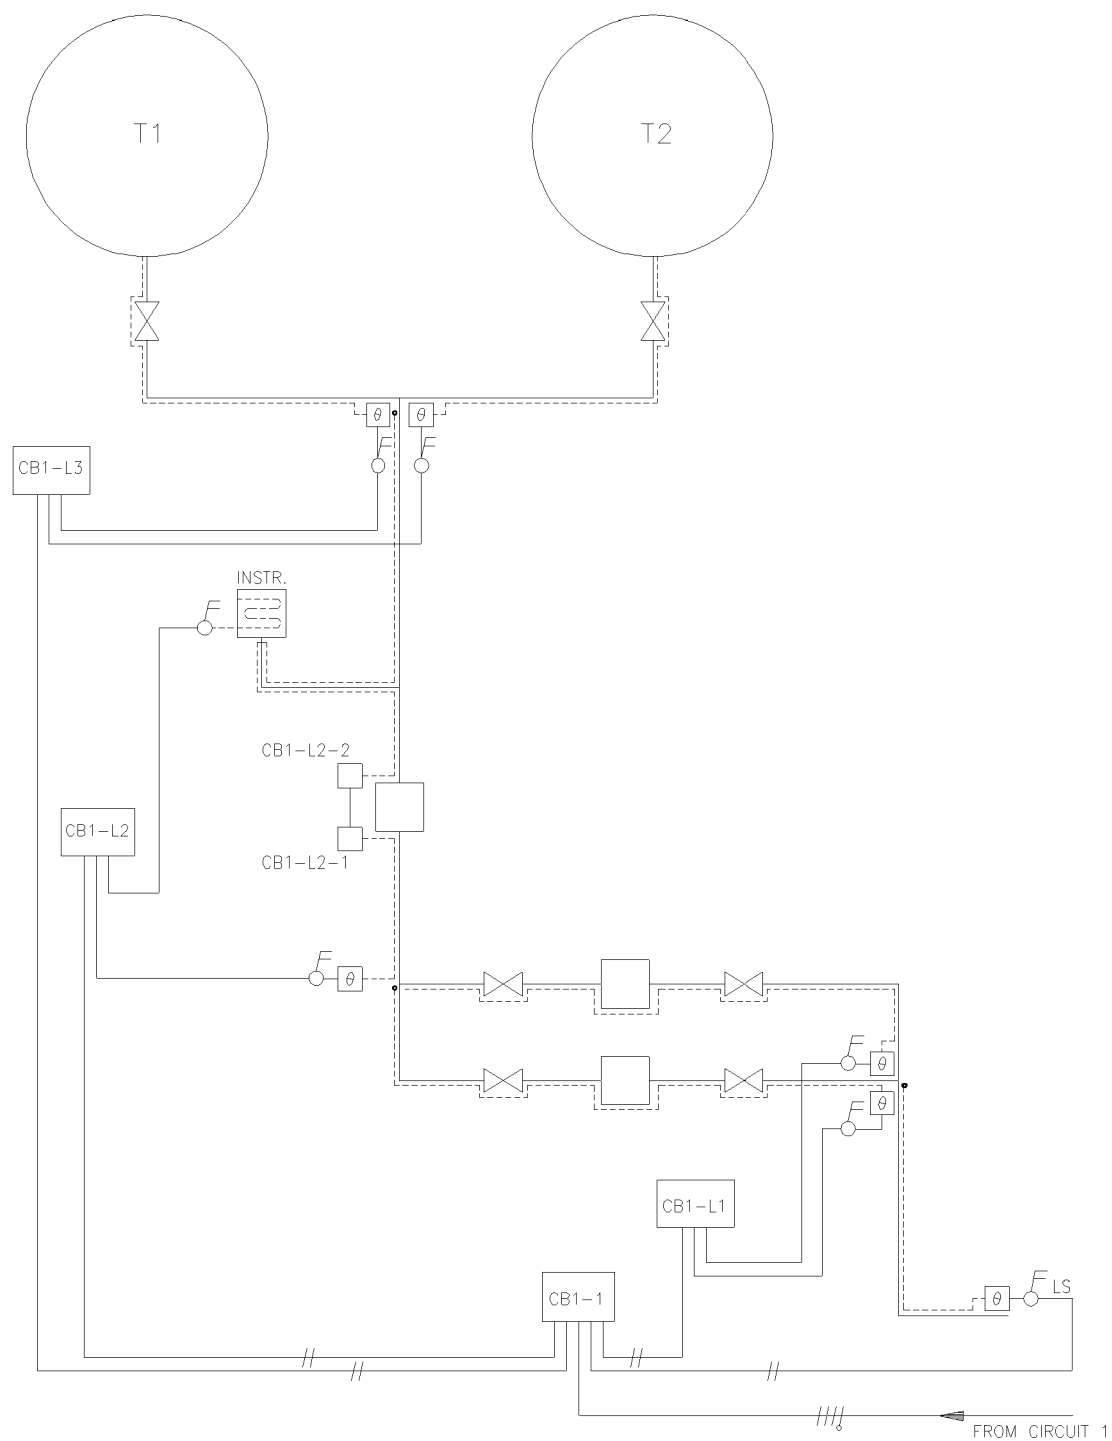 T1
T2
θ
θ
CB1-L3
INSTR.
CB1-L2-2
CB1-L2
CB1-L2-1
θ
θ
θ
CB1-L1
CB1-1
θ
LS
FROM CIRCUIT 1